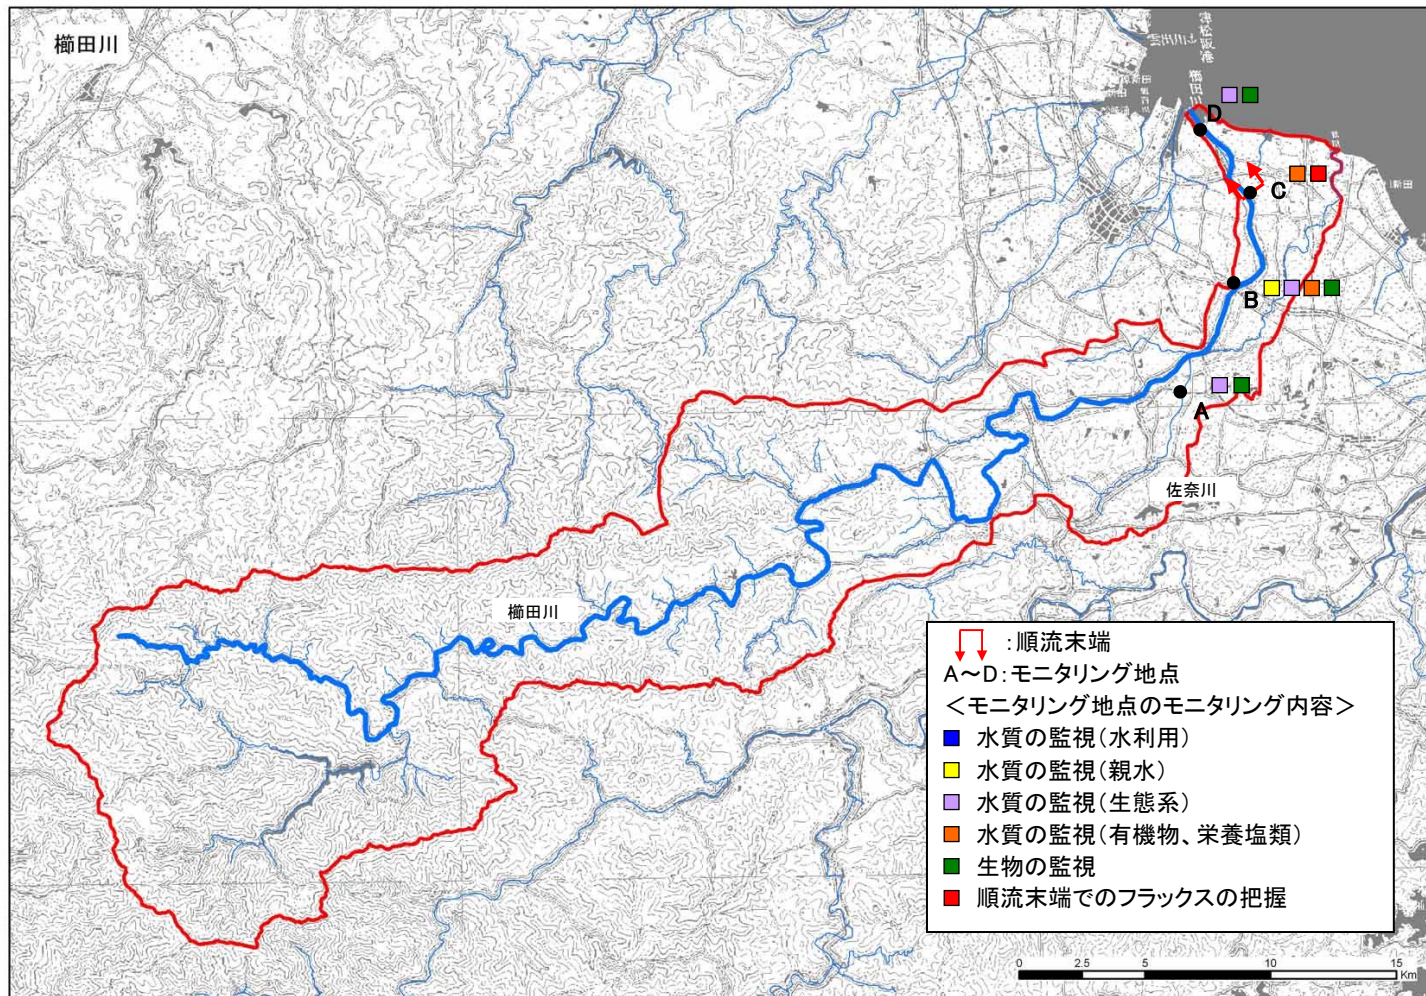 櫛田川
D
C
B
A
佐奈川
櫛田川
:順流末端
A～D:モニタリング地点
＜モニタリング地点のモニタリング内容＞
水質の監視(水利用)
水質の監視(親水)
水質の監視(生態系)
水質の監視(有機物、栄養塩類)
生物の監視
順流末端でのフラックスの把握
0 2.5 5 10 15
Km